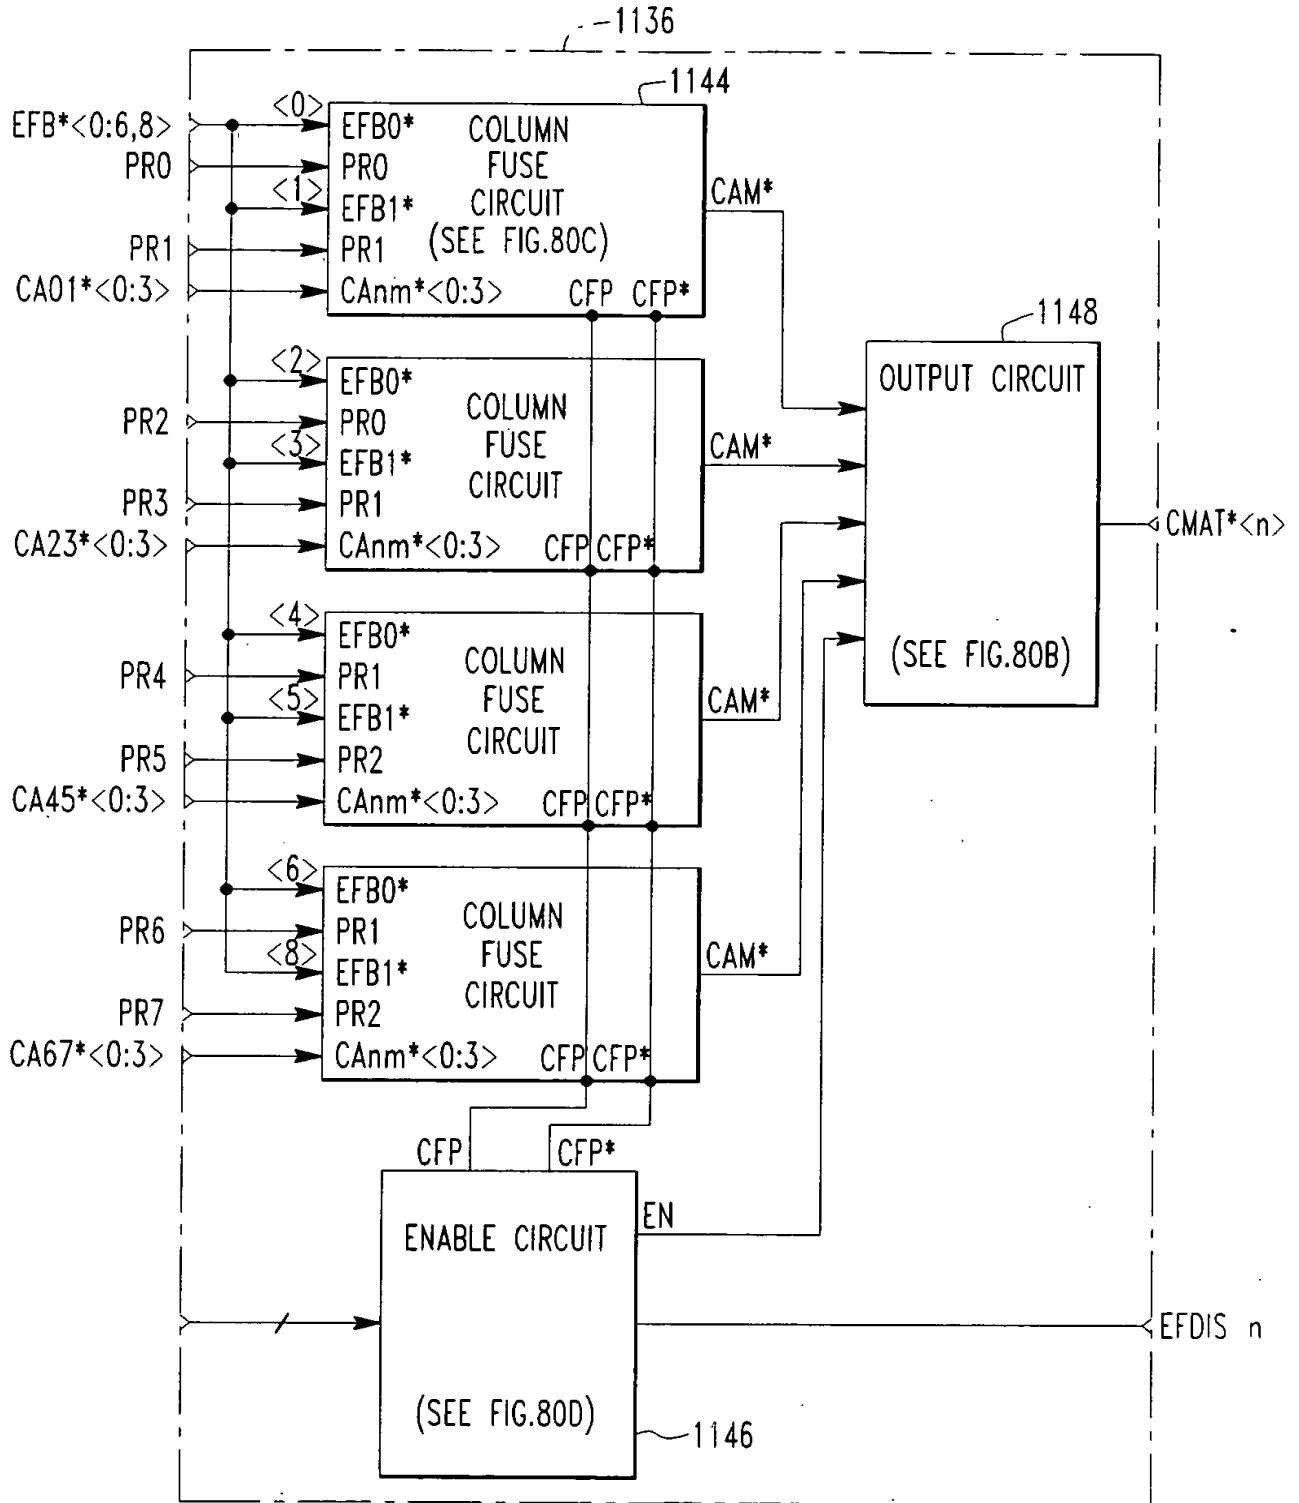 1136
1144
EFB*<0:6,8>
<0>
EFB0*
COLUMN
FUSE
CIRCUIT
(SEE FIG.80C)
PR0
PR0
<1>
EFB1*
CAM*
PR1
PR1
CA01*<0:3>
CAnm*<0:3>
CFP
CFP*
1148
OUTPUT CIRCUIT
(SEE FIG.80B)
CMAT*<n>
<2>
EFB0*
COLUMN
FUSE
CIRCUIT
PR2
PR0
<3>
EFB1*
CAM*
PR3
PR1
CA23*<0:3>
CAnm*<0:3>
CFP
CFP*
<4>
EFB0*
COLUMN
FUSE
CIRCUIT
PR4
PR1
<5>
EFB1*
CAM*
PR5
PR2
CA45*<0:3>
CAnm*<0:3>
CFP
CFP*
<6>
EFB0*
COLUMN
FUSE
CIRCUIT
PR6
PR1
<8>
EFB1*
CAM*
PR7
PR2
CA67*<0:3>
CAnm*<0:3>
CFP
CFP*
CFP
CFP*
ENABLE CIRCUIT
EN
EFDIS n
(SEE FIG.80D)
1146